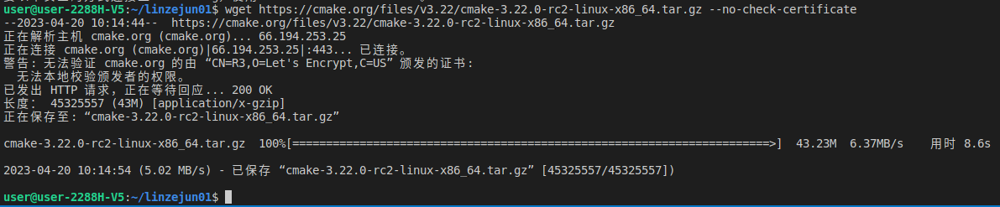 user@user-2288H-V5:~/linzejun01$ wget https://cmake.org/files/v3.22/cmake-3.22.0-rc2-linux-x86_64.tar.gz --no-check-certificate
--2023-04-20 10:14:44--  https://cmake.org/files/v3.22/cmake-3.22.0-rc2-linux-x86_64.tar.gz
正在解析主机 cmake.org (cmake.org)... 66.194.253.25
正在连接 cmake.org (cmake.org)|66.194.253.25|:443... 已连接。
警告: 无法验证 cmake.org 的由 “CN=R3,O=Let's Encrypt,C=US” 颁发的证书:
  无法本地校验颁发者的权限。
已发出 HTTP 请求，正在等待回应... 200 OK
长度： 45325557 (43M) [application/x-gzip]
正在保存至: “cmake-3.22.0-rc2-linux-x86_64.tar.gz”
cmake-3.22.0-rc2-linux-x86_64.tar.gz  100%[=======================================================================>]  43.23M  6.37MB/s    用时 8.6s
2023-04-20 10:14:54 (5.02 MB/s) - 已保存 “cmake-3.22.0-rc2-linux-x86_64.tar.gz” [45325557/45325557])
user@user-2288H-V5:~/linzejun01$